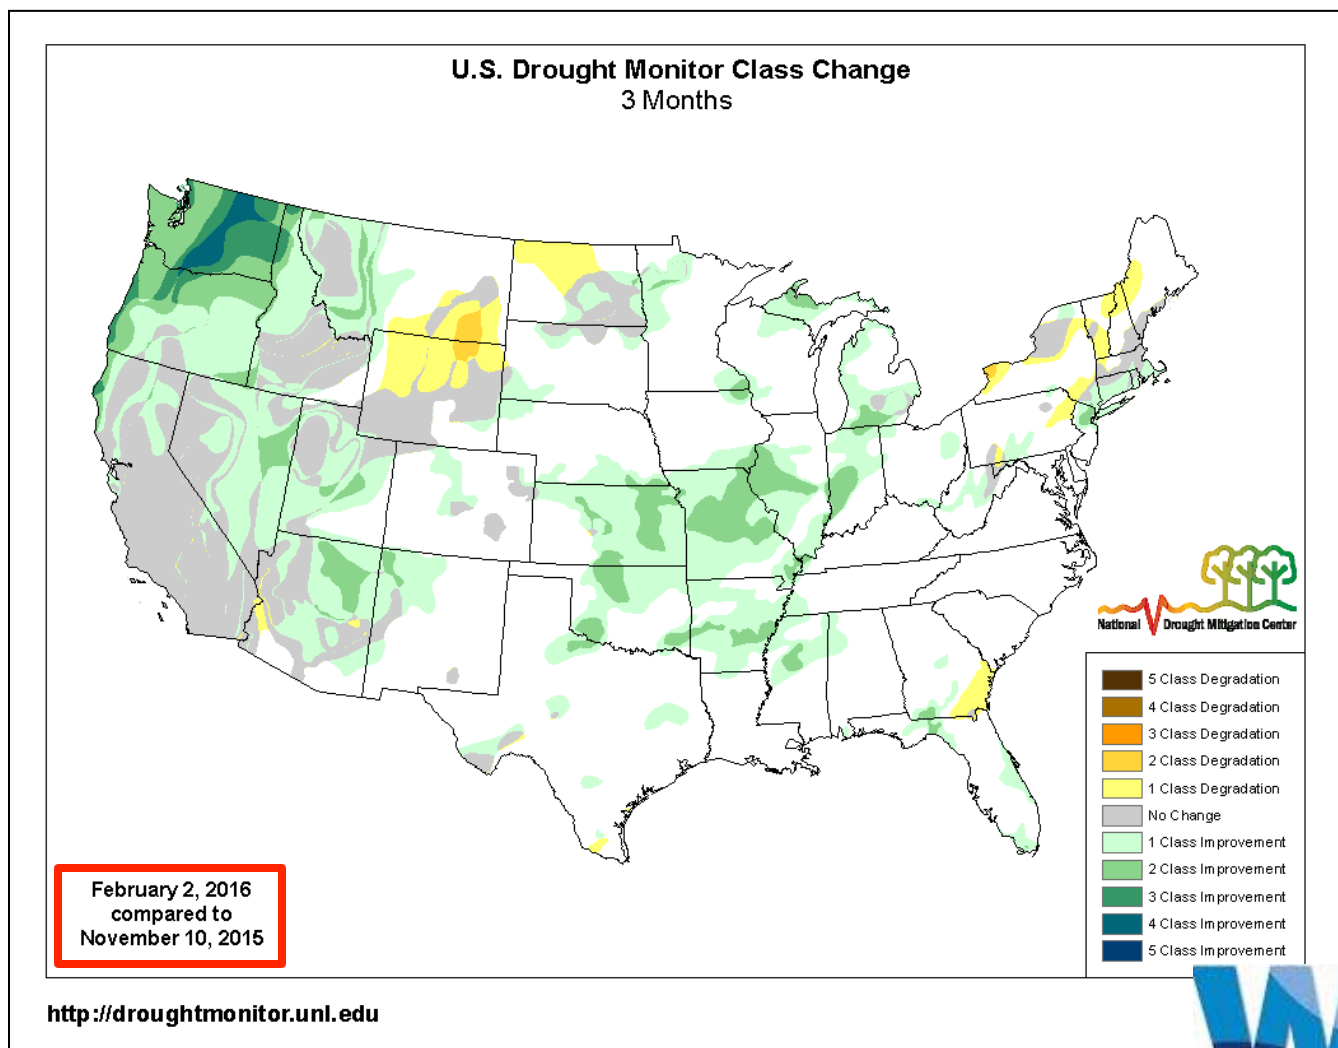 U.S. Drought Monitor Class Change
3 Months
National Drought Mitigation Center
5 Class Degradation
4 Class Degradation
3 Class Degradation
2 Class Degradation
1 Class Degradation
No Change
1 Class Improvement
2 Class Improvement
3 Class Improvement
4 Class Improvement
5 Class Improvement
February 2, 2016
compared to
November 10, 2015
http://droughtmonitor.unl.edu
W